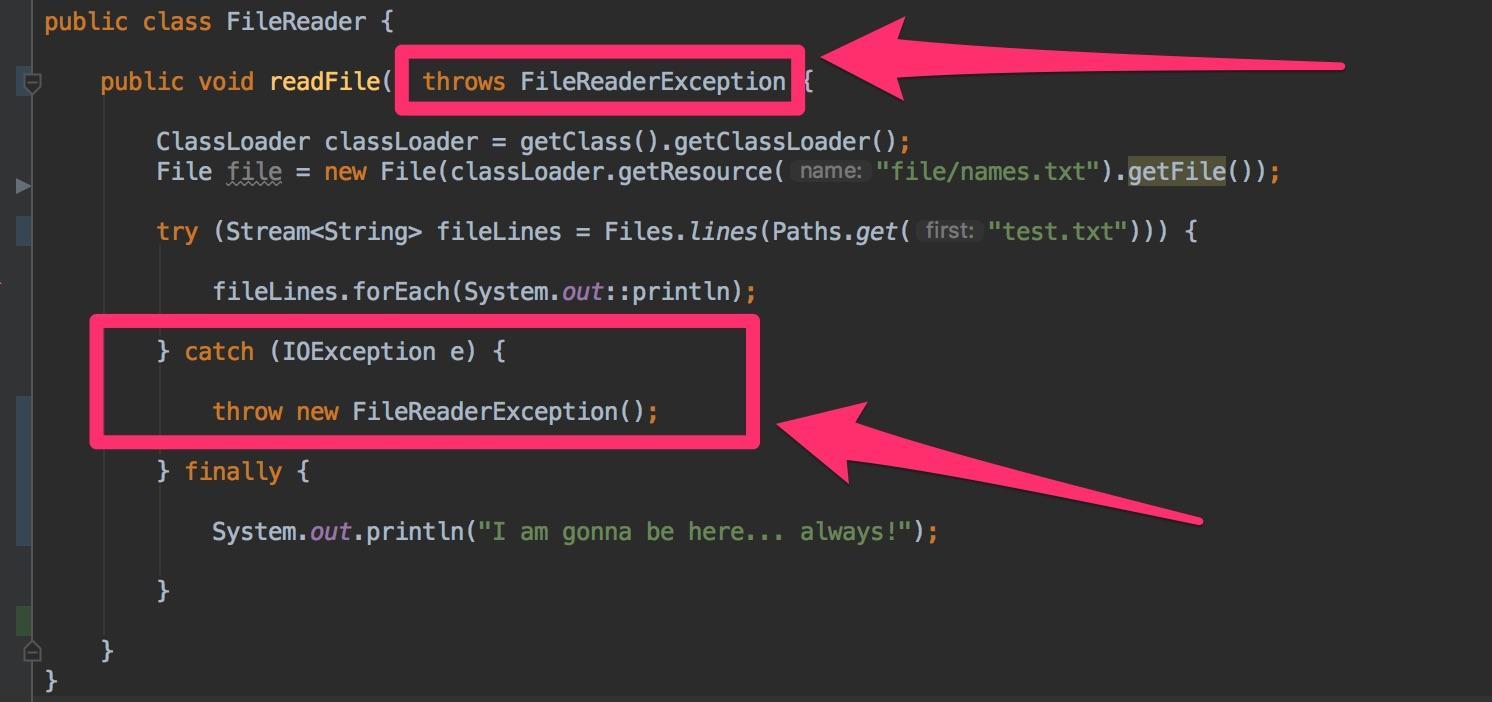 public class FileReader {
public void readFile( throws FileReaderException {
ClassLoader classLoader = getClass().getClassLoader();
File file = new File(classLoader.getResource( name: "file/names.txt").getFile());
try (Stream<String> fileLines = Files.lines(Paths.get( first: "test.txt"))) {
fileLines.forEach(System.out::println);
} catch (IOException e) {
throw new FileReaderException();
} finally {
System.out.println("I am gonna be here... always!");
}
}
}